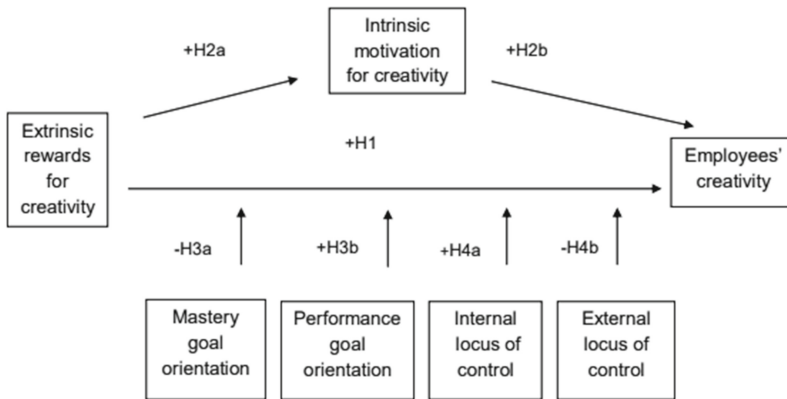 Intrinsic
motivation
for creativity
+H2a
+H2b
Extrinsic
rewards
for
creativity
+H1
Employees'
creativity
-H3a
+H3b
+H4a
-H4b
Mastery
goal
orientation
Performance
goal
orientation
Internal
locus of
control
External
locus of
control